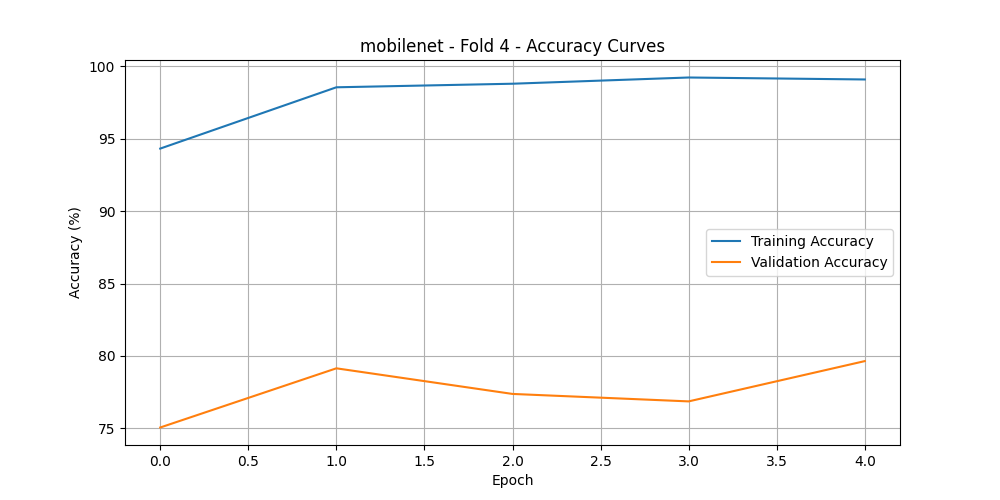 mobilenet - Fold 4 - Accuracy Curves
100
95
90
85
80
75
Accuracy (%)
Training Accuracy
Validation Accuracy
0.0 0.5 1.0 1.5 2.0 2.5 3.0 3.5 4.0
Epoch